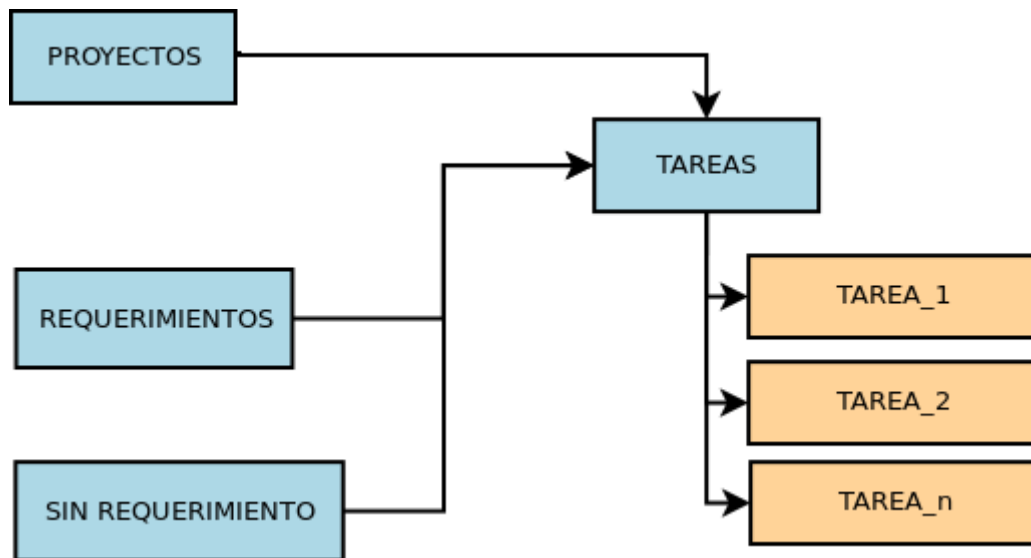 PROYECTOS
TAREAS
REQUERIMIENTOS
TAREA_1
TAREA_2
SIN REQUERIMIENTO
TAREA_n